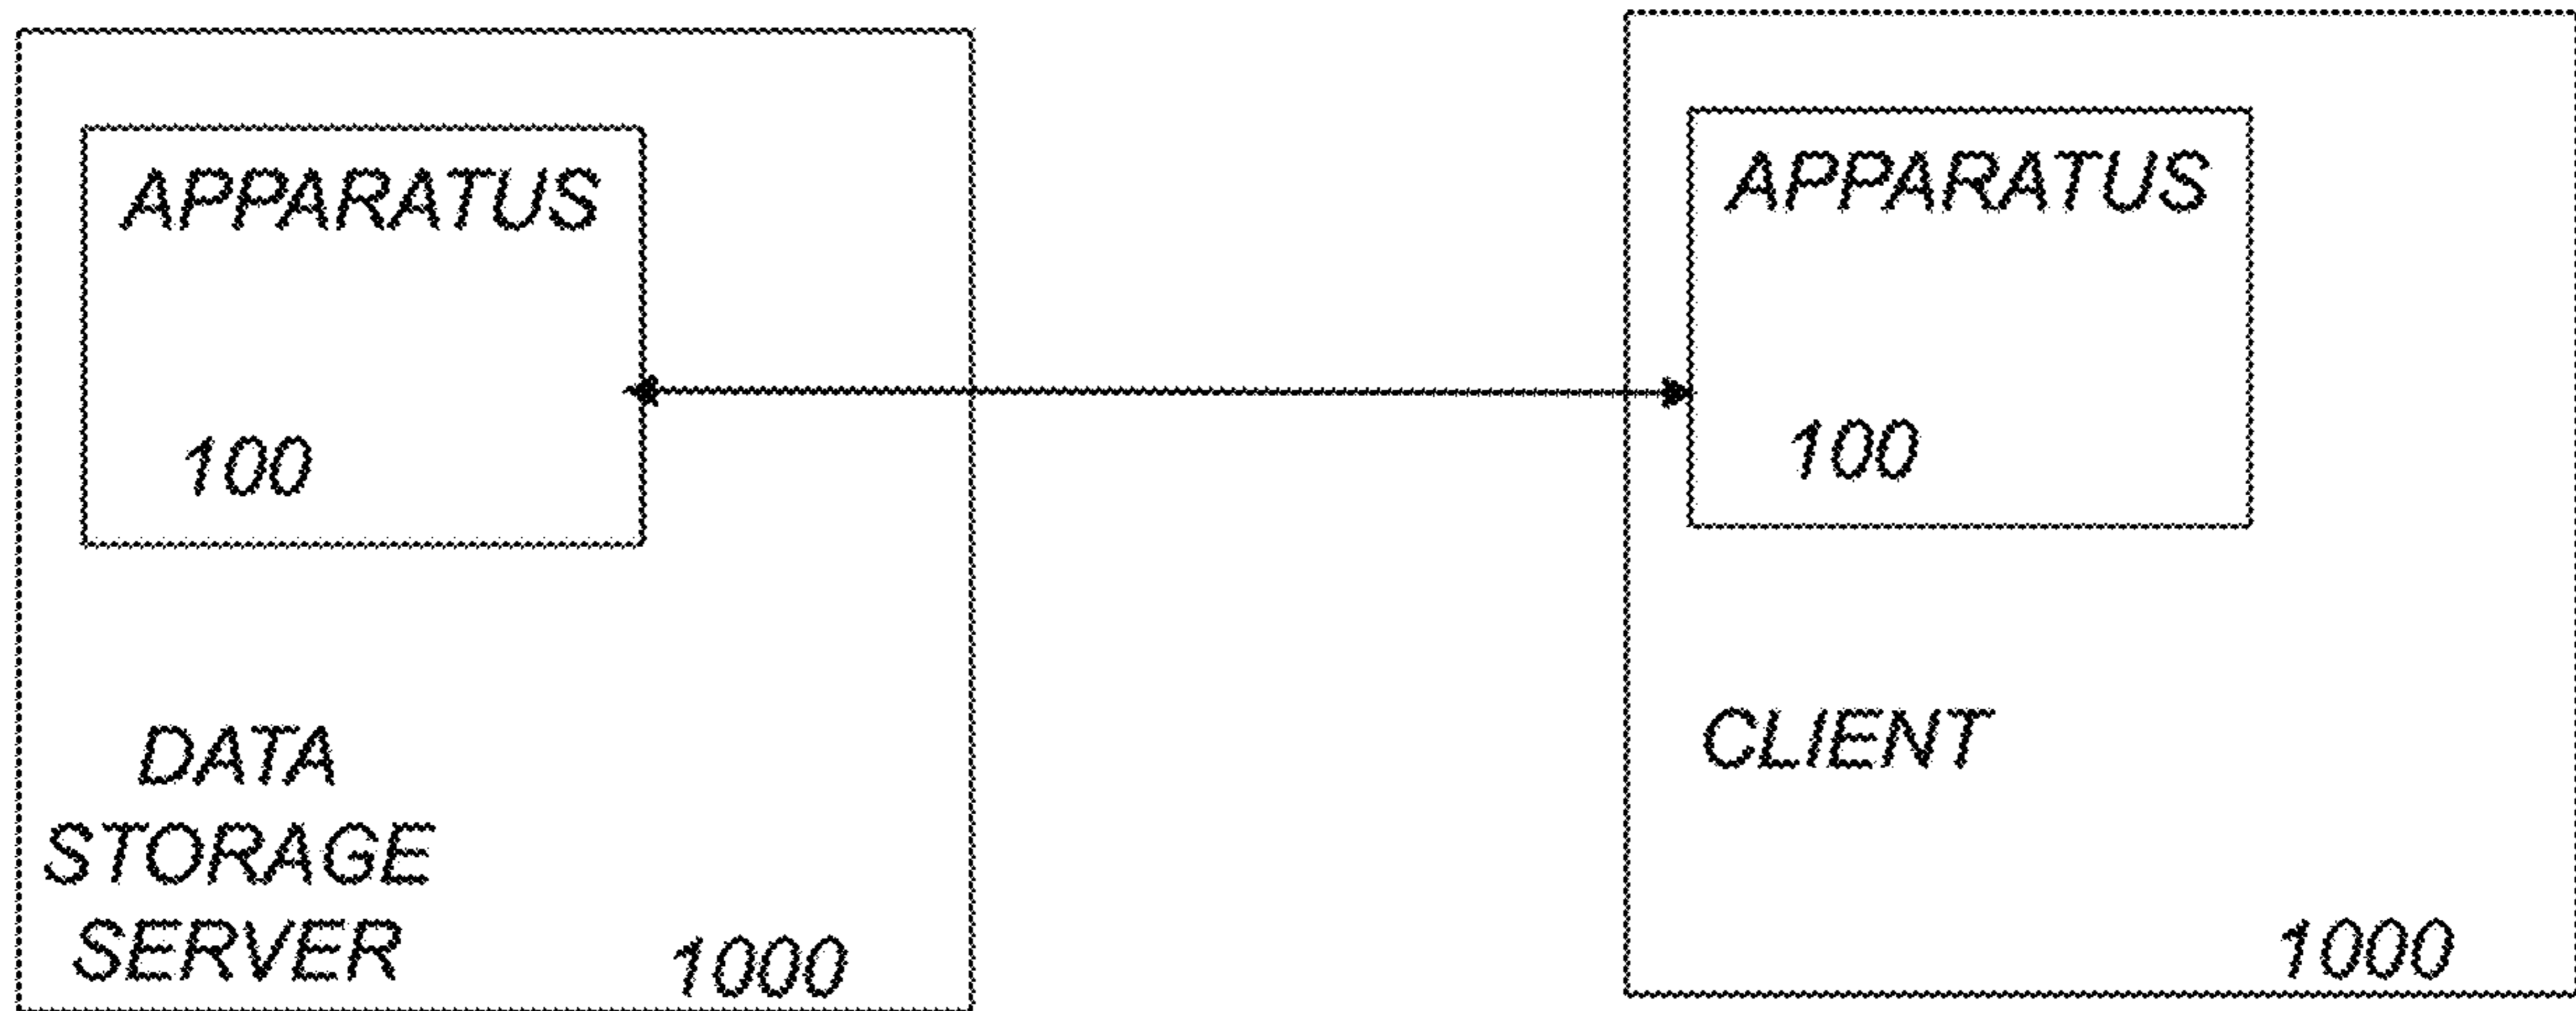 APPARATUS
100
DATA
STORAGE
SERVER
1000
APPARATUS
100
CLIENT
1000